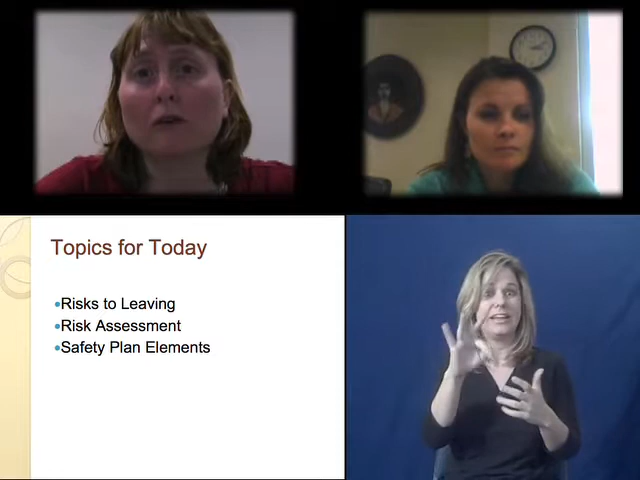 Topics for Today
•Risks to Leaving
•Risk Assessment
•Safety Plan Elements